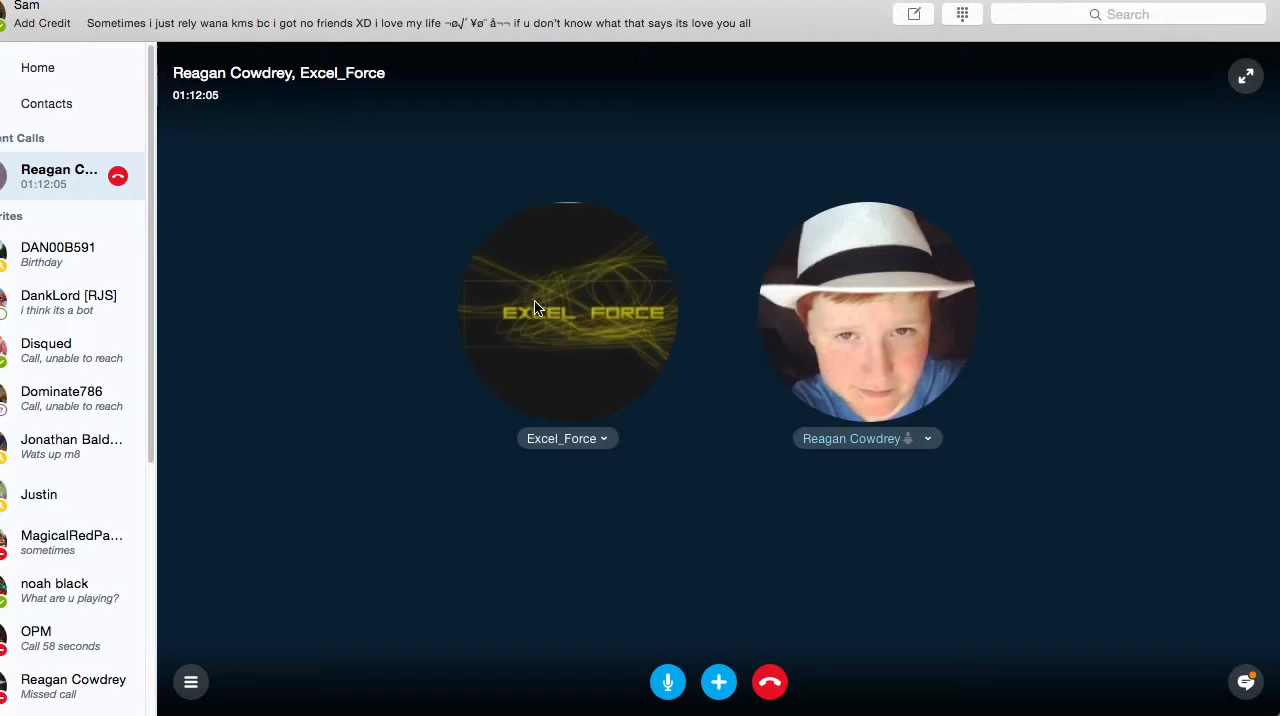 Sam
Add Credit Sometimes i just rely wana kms bc i got no friends XD i love my life ¬ø√´ ¥ø¨ å¬¬ if u don't know what that says its love you all
Search
Home
Contacts
ent Calls
Reagan C...
01:12:05
rites
DAN00B591
Birthday
DankLord [RJS]
i think its a bot
Disqued
Call, unable to reach
Dominate786
Call, unable to reach
Jonathan Bald...
Wats up m8
Justin
MagicalRedPa...
sometimes
noah black
What are u playing?
OPM
Call 58 seconds
Reagan Cowdrey
Missed call
Reagan Cowdrey, Excel_Force
01:12:05
EXCEL FORCE
Excel_Force
Reagan Cowdrey